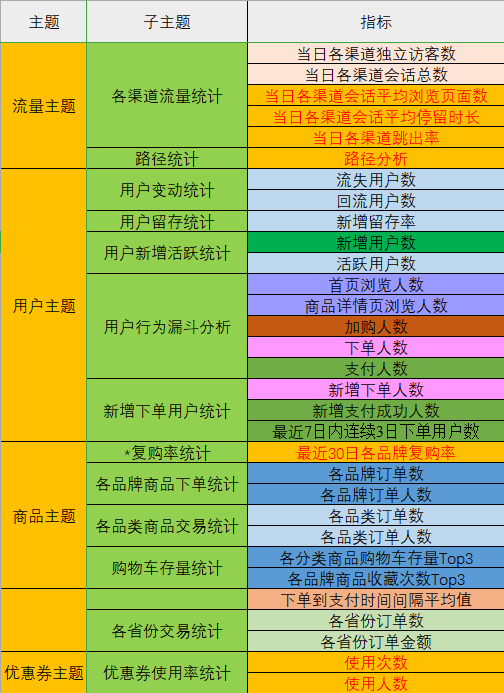 主题 子主题 指标
流量主题 各渠道流量统计 当日各渠道独立访客数
当日各渠道会话总数
当日各渠道会话平均浏览页面数
当日各渠道会话平均停留时长
当日各渠道跳出率
路径统计 路径分析
用户主题 用户变动统计 流失用户数
回流用户数
用户留存统计 新增留存率
用户新增活跃统计 新增用户数
活跃用户数
用户行为漏斗分析 首页浏览人数
商品详情页浏览人数
加购人数
下单人数
支付人数
新增下单用户统计 新增下单人数
新增支付成功人数
最近7日内连续3日下单用户数
商品主题 *复购率统计 最近30日各品牌复购率
各品牌商品下单统计 各品牌订单数
各品牌订单人数
各品类商品交易统计 各品类订单数
各品类订单人数
购物车存量统计 各分类商品购物车存量Top3
各品牌商品收藏次数Top3
下单到支付时间间隔平均值
各省份交易统计 各省份订单数
各省份订单金额
优惠券主题 优惠券使用率统计 使用次数
使用人数